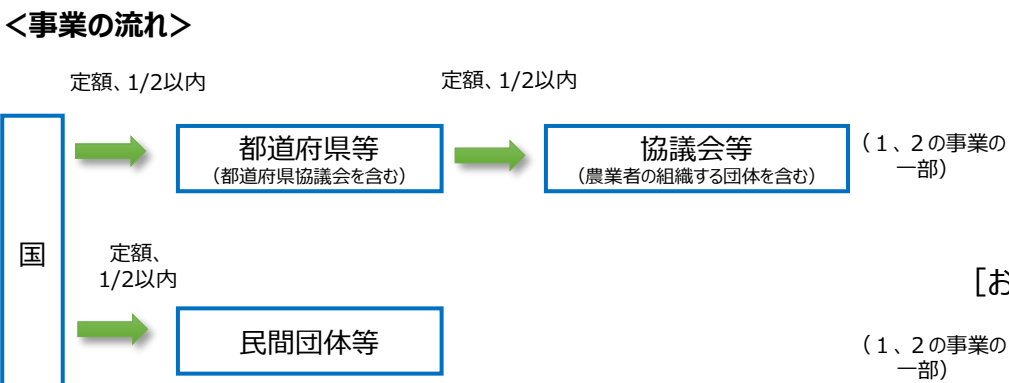 ＜事業の流れ＞
定額、1/2以内
定額、1/2以内
都道府県等
（都道府県協議会を含む）
協議会等
（農業者の組織する団体を含む）
（１、２の事業の
一部）
国
定額、
1/2以内
［お
民間団体等
（１、２の事業の
一部）